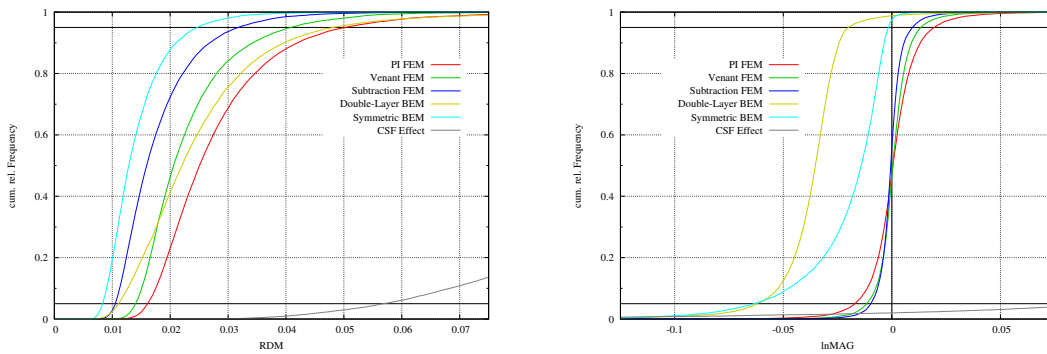 1
0.8
0.6
0.4
0.2
0
cum. rel. Frequency
0 0.01 0.02 0.03 0.04 0.05 0.06 0.07
RDM
PI FEM
Venant FEM
Subtraction FEM
Double-Layer BEM
Symmetric BEM
CSF Effect
1
0.8
0.6
0.4
0.2
0
cum. rel. Frequency
-0.1 -0.05 0 0.05
lnMAG
PI FEM
Venant FEM
Subtraction FEM
Double-Layer BEM
Symmetric BEM
CSF Effect